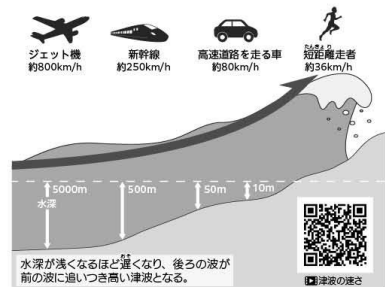 ジェット機
約800km/h
新幹線
約250km/h
高速道路を走る車
約80km/h
たんきょり
短距離走者
約36km/h
5000m
500m
50m
10m
水深
おそ
水深が浅くなるほど遅くなり、後ろの波が
前の波に追いつき高い津波となる。
津波の速さ